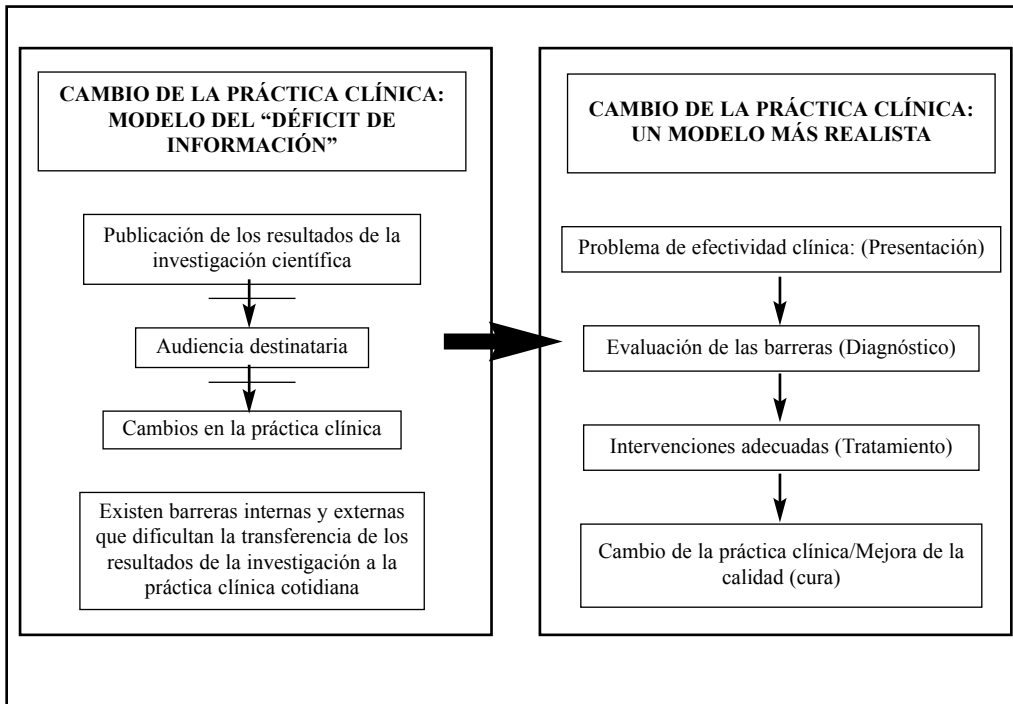 CAMBIO DE LA PRÁCTICA CLÍNICA:
MODELO DEL “DÉFICIT DE
INFORMACIÓN”
Publicación de los resultados de la
investigación científica
Audiencia destinataria
Cambios en la práctica clínica
Existen barreras internas y externas
que dificultan la transferencia de los
resultados de la investigación a la
práctica clínica cotidiana
CAMBIO DE LA PRÁCTICA CLÍNICA:
UN MODELO MÁS REALISTA
Problema de efectividad clínica: (Presentación)
Evaluación de las barreras (Diagnóstico)
Intervenciones adecuadas (Tratamiento)
Cambio de la práctica clínica/Mejora de la
calidad (cura)